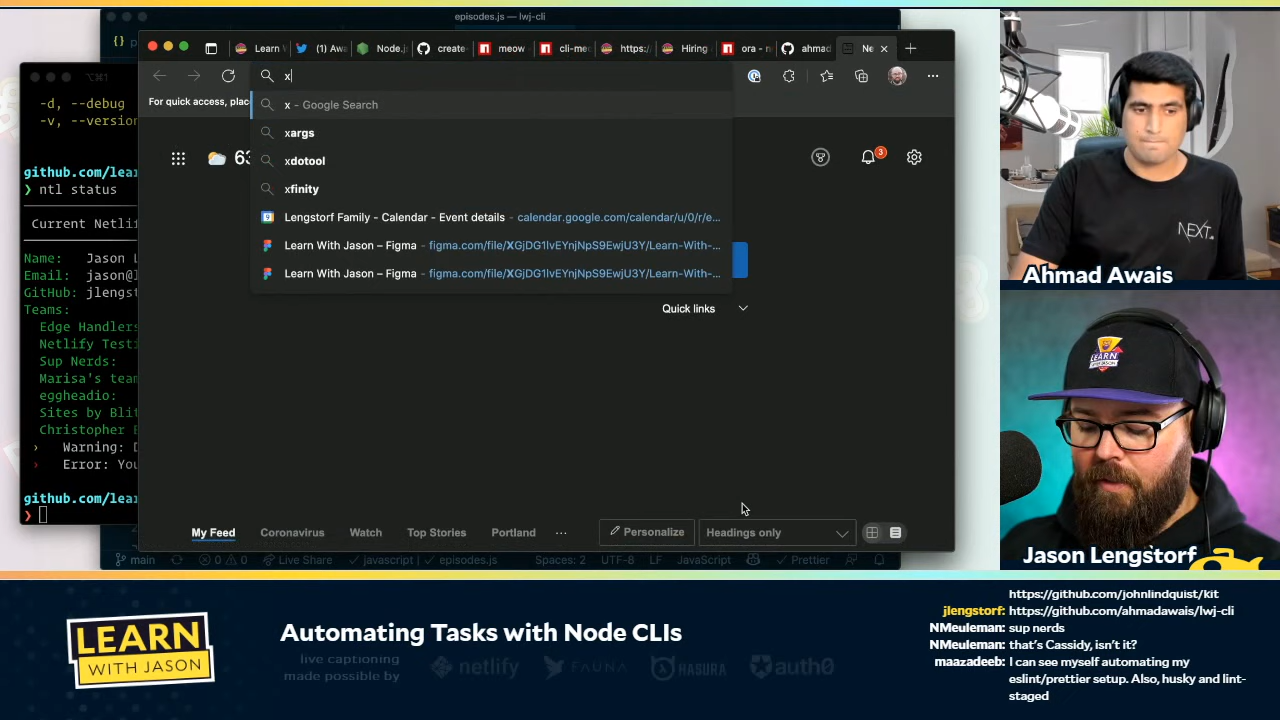 episodes.js — lwj-cli
Learn
(1) Awa
Node.j
create-
meow -
cli-me
https:/
Hiring
ora - n
ahmad
Ne
x
For quick access, plac
x - Google Search
xargs
xdotool
xfinity
Lengstorf Family - Calendar - Event details - calendar.google.com/calendar/u/0/r/e...
Learn With Jason – Figma - figma.com/file/XGjDG1lvEYnjNpS9EwjU3Y/Learn-With-...
Learn With Jason – Figma - figma.com/file/XGjDG1lvEYnjNpS9EwjU3Y/Learn-With-...
63
3
Quick links
My Feed
Coronavirus
Watch
Top Stories
Portland
...
Personalize
Headings only
⌥⌘1
-d, --debug
-v, --version
github.com/lear
❯ ntl status
Current Netlif
Name: Jason L
Email: jason@l
GitHub: jlengst
Teams:
Edge Handlers
Netlify Testi
Sup Nerds:
Marisa's team
eggheadio:
Sites by Blit
Christopher B
› Warning: D
› Error: You
github.com/lear
❯
main
0 0
Live Share
javascript
episodes.js
Spaces: 2
UTF-8
LF
JavaScript
Prettier
NEXT.
Ahmad Awais
LEARN
Jason Lengstorf
LEARN
WITH JASON
Automating Tasks with Node CLIs
live captioning
made possible by
netlify
FAUNA
HASURA
auth0
https://github.com/johnlindquist/kit
jlengstorf: https://github.com/ahmadawais/lwj-cli
NMeuleman: sup nerds
NMeuleman: that's Cassidy, isn't it?
maazadeeb: I can see myself automating my
eslint/prettier setup. Also, husky and lint-
staged